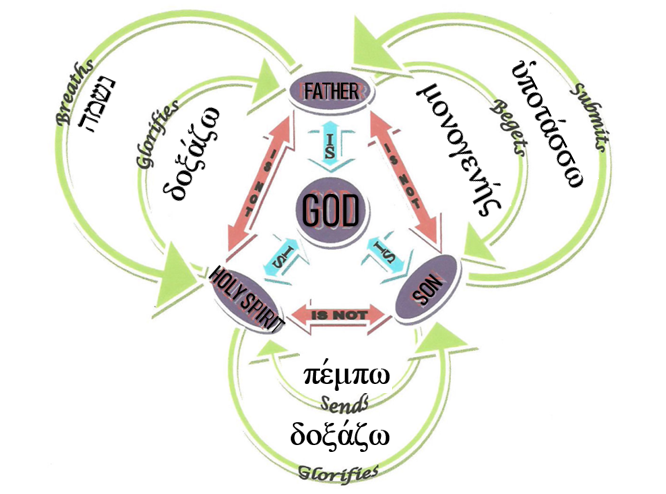 Breaths
נשמה
Glorifies
δοξάζω
FATHER
ὑποτάσσω
Submits
μονογενής
Begets
IS
IS NOT
IS NOT
GOD
IS
IS
HOLY SPIRIT
SON
IS NOT
πέμπω
Sends
δοξάζω
Glorifies